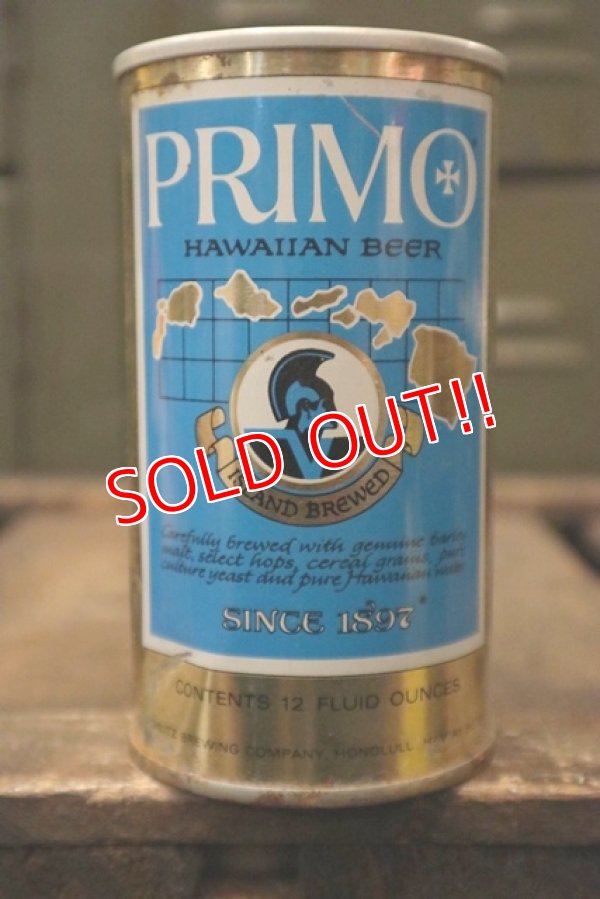 PRIMO
HAWAIIAN BEER
SOLD OUT!!
ISLAND BREWED
Carefully brewed with genuine barley
malt, select hops, cereal grains, pure
culture yeast and pure Hawaiian water
SINCE 1897
CONTENTS 12 FLUID OUNCES
BREWING COMPANY, HONOLULU,